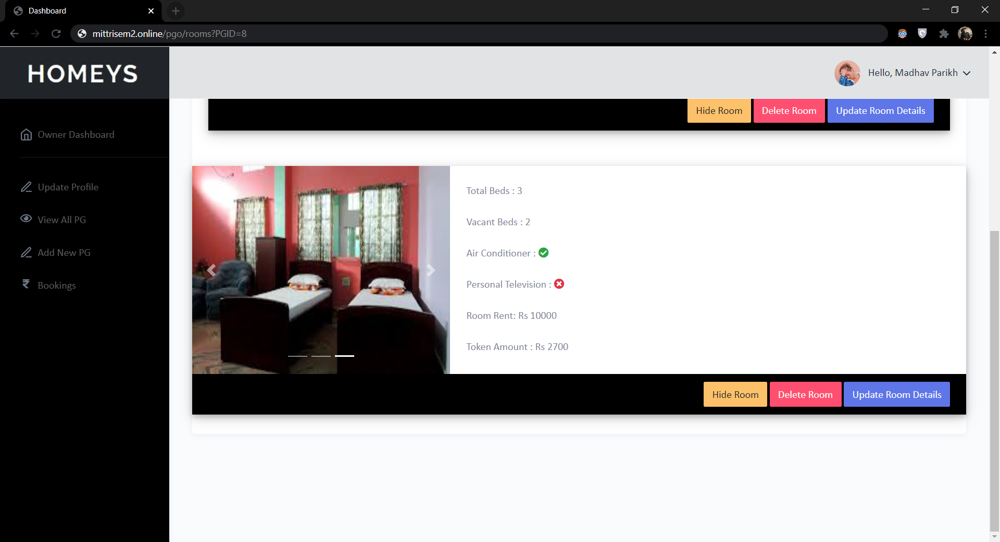 Dashboard
mittrisem2.online/pgo/rooms?PGID=8
HOMEYS
Hello, Madhav Parikh
Owner Dashboard
Update Profile
View All PG
Add New PG
Bookings
Hide Room
Delete Room
Update Room Details
Total Beds : 3
Vacant Beds : 2
Air Conditioner :
Personal Television :
Room Rent: Rs 10000
Token Amount : Rs 2700
Hide Room
Delete Room
Update Room Details